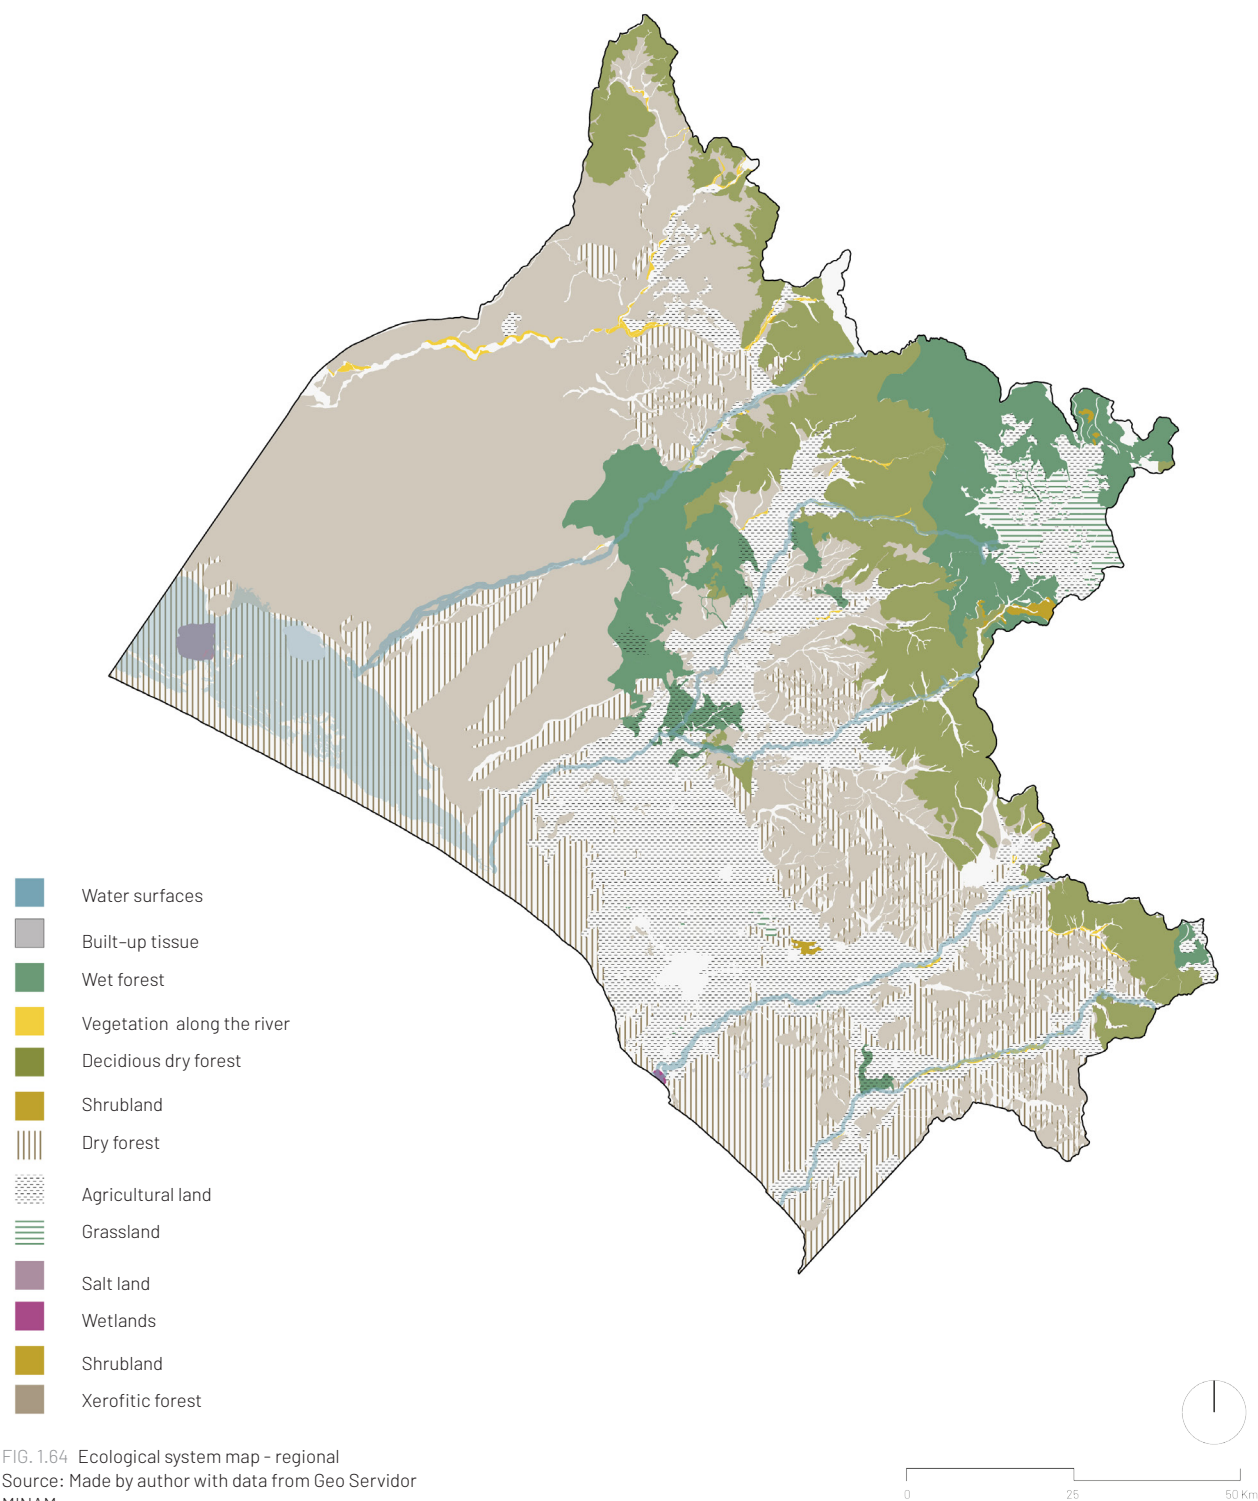 Water surfaces
Built-up tissue
Wet forest
Vegetation along the river
Decidious dry forest
Shrubland
Dry forest
Agricultural land
Grassland
Salt land
Wetlands
Shrubland
Xerofitic forest
FIG. 1.64 Ecological system map - regional
Source: Made by author with data from Geo Servidor
MINAM
0 25 50 Km